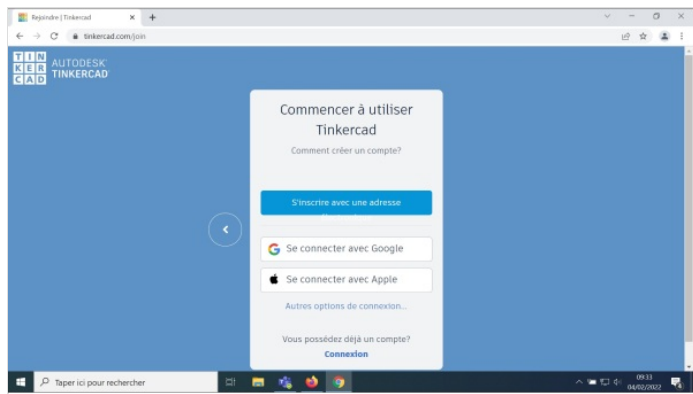 Rejoindre | Tinkercad
tinkercad.com/join
TIN
KER
CAD
AUTODESK
TINKERCAD
Commencer à utiliser
Tinkercad
Comment créer un compte?
S'inscrire avec une adresse
Se connecter avec Google
Se connecter avec Apple
Autres options de connexion...
Vous possédez déjà un compte?
Connexion
Taper ici pour rechercher
09:33
04/02/2022